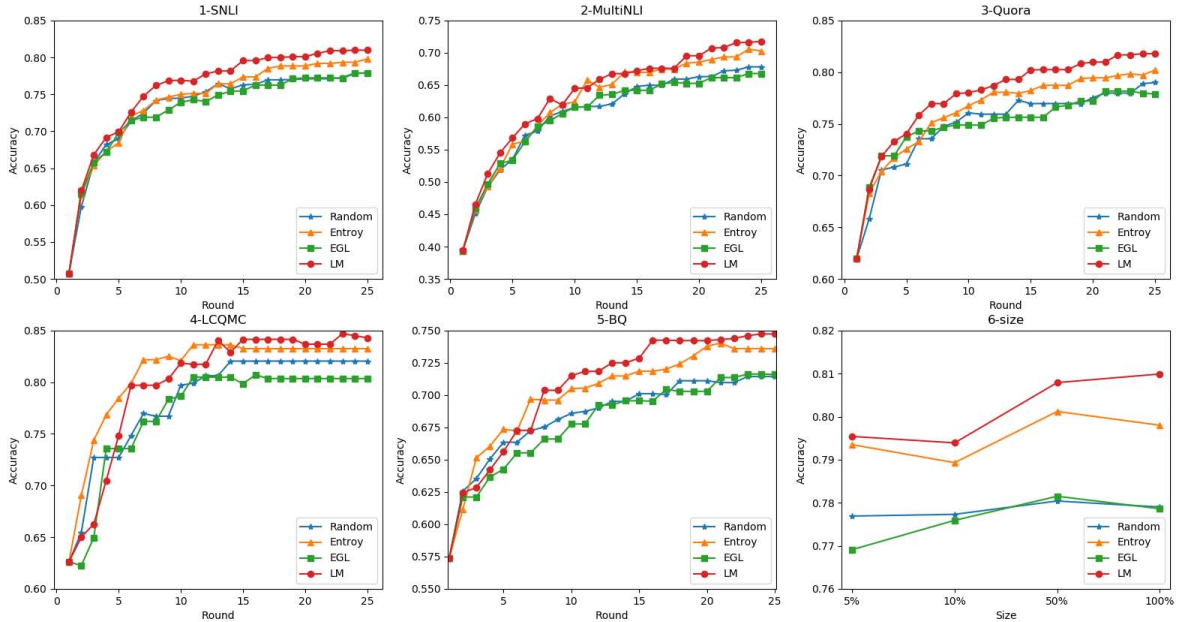 1-SNLI
0.85
0.80
0.75
0.70
0.65
0.60
0.55
0.50
Accuracy
0 5 10 15 20 25
Round
Random
Entroy
EGL
LM
2-MultiNLI
0.75
0.70
0.65
0.60
0.55
0.50
0.45
0.40
0.35
Accuracy
0 5 10 15 20 25
Round
Random
Entroy
EGL
LM
3-Quora
0.85
0.80
0.75
0.70
0.65
0.60
Accuracy
0 5 10 15 20 25
Round
Random
Entroy
EGL
LM
4-LCQMC
0.85
0.80
0.75
0.70
0.65
0.60
Accuracy
0 5 10 15 20 25
Round
Random
Entroy
EGL
LM
5-BQ
0.750
0.725
0.700
0.675
0.650
0.625
0.600
0.575
0.550
Accuracy
5 10 15 20 25
Round
Random
Entroy
EGL
LM
6-size
0.82
0.81
0.80
0.79
0.78
0.77
0.76
Accuracy
5% 10% 50% 100%
Size
Random
Entroy
EGL
LM